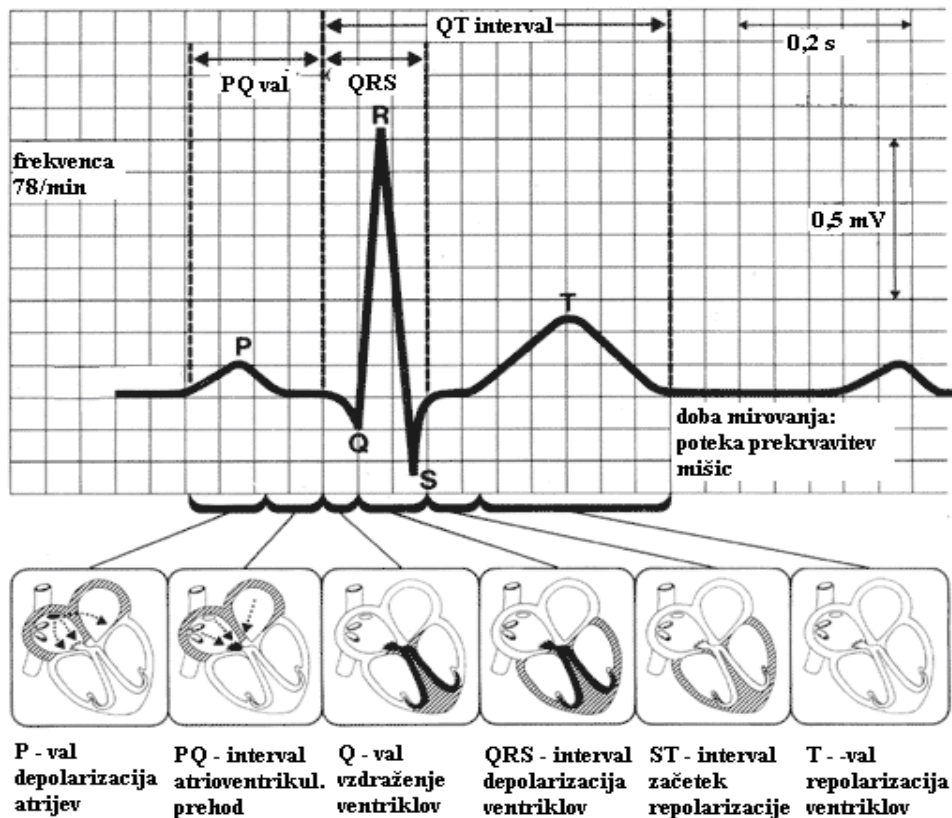 QT interval
0,2 s
PQ val
QRS
R
frekvenca
78/min
0,5 mV
P
T
Q
S
doba mirovanja:
poteka prekrvavitev
mišic
P - val
depolarizacija
atrijev
PQ - interval
atrioventrikul.
prehod
Q - val
vzdraženje
ventriklov
QRS - interval
depolarizacija
ventriklov
ST - interval
začetek
repolarizacije
T - -val
repolarizacija
ventriklov